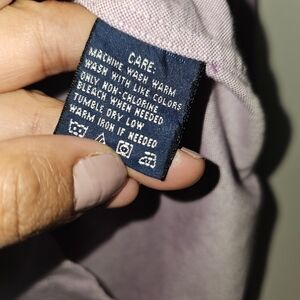 CARE:
MACHINE WASH WARM
WASH WITH LIKE COLORS
ONLY NON-CHLORINE
BLEACH WHEN NEEDED
TUMBLE DRY LOW
WARM IRON IF NEEDED